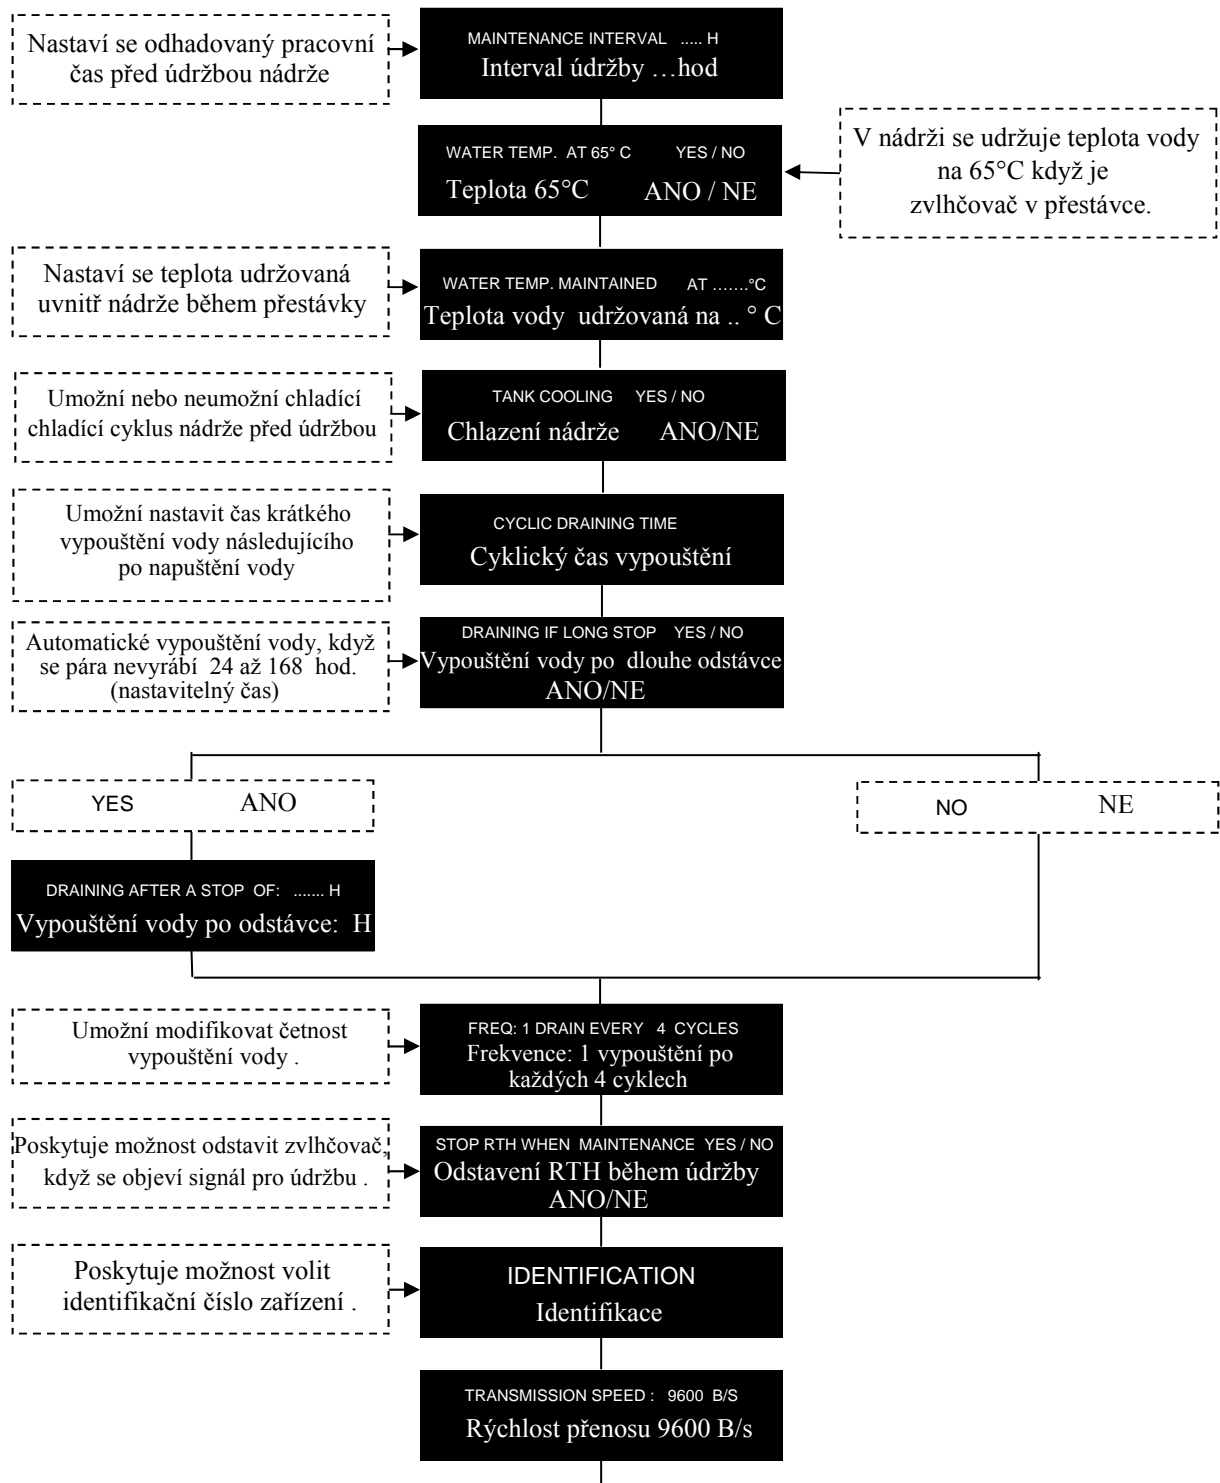 Nastaví se odhadovaný pracovní
čas před údržbou nádrže
MAINTENANCE INTERVAL ..... H
Interval údržby …hod
WATER TEMP. AT 65° C YES / NO
Teplota 65°C ANO / NE
V nádrži se udržuje teplota vody
na 65°C když je
zvlhčovač v přestávce.
Nastaví se teplota udržovaná
uvnitř nádrže během přestávky
WATER TEMP. MAINTAINED AT …….°C
Teplota vody udržovaná na .. ° C
Umožní nebo neumožní chladící
chladící cyklus nádrže před údržbou
TANK COOLING YES / NO
Chlazení nádrže ANO/NE
Umožní nastavit čas krátkého
vypouštění vody následujícího
po napuštění vody
CYCLIC DRAINING TIME
Cyklický čas vypouštění
Automatické vypouštění vody, když
se pára nevyrábí 24 až 168 hod.
(nastavitelný čas)
DRAINING IF LONG STOP YES / NO
Vypouštění vody po dlouhe odstávce
ANO/NE
YES ANO
NO NE
DRAINING AFTER A STOP OF: ....... H
Vypouštění vody po odstávce: H
Umožní modifikovat četnost
vypouštění vody .
FREQ: 1 DRAIN EVERY 4 CYCLES
Frekvence: 1 vypouštění po
každých 4 cyklech
Poskytuje možnost odstavit zvlhčovač,
když se objeví signál pro údržbu .
STOP RTH WHEN MAINTENANCE YES / NO
Odstavení RTH během údržby
ANO/NE
Poskytuje možnost volit
identifikační číslo zařízení .
IDENTIFICATION
Identifikace
TRANSMISSION SPEED : 9600 B/S
Rýchlost přenosu 9600 B/s